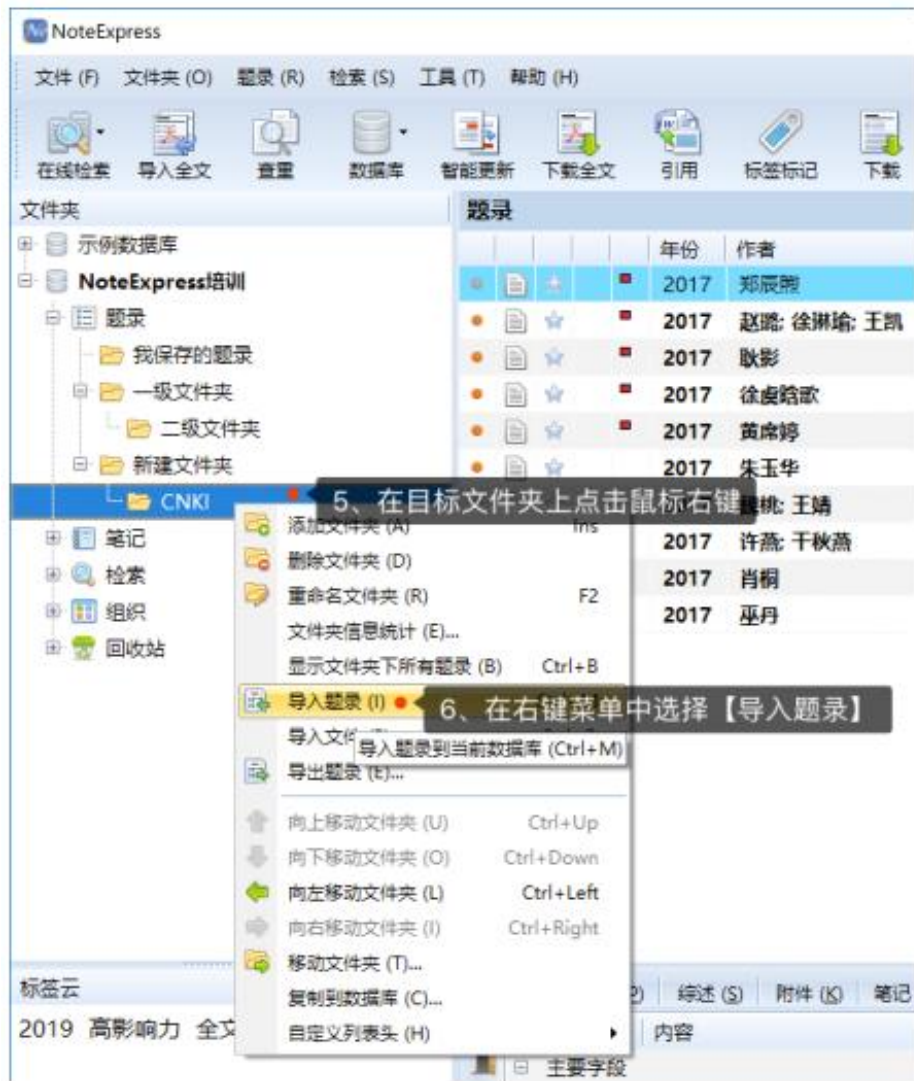 NoteExpress
文件 (F) 文件夹 (O) 题录 (R) 检索 (S) 工具 (T) 帮助 (H)
在线检索 导入全文 查重 数据库 智能更新 下载全文 引用 标签标记 下载
文件夹 题录
示例数据库 年份 作者
NoteExpress培训 2017 郑辰煦
题录 2017 赵璐; 徐淋瑜; 王凯
我保存的题录 2017 耿影
一级文件夹 2017 徐虔晗歌
二级文件夹 2017 黄席婷
新建文件夹 2017 朱玉华
CNKI 5、在目标文件夹上点击鼠标右键 桃; 王婧
添加文件夹 (A) Ins
笔记 2017 许燕; 干秋燕
删除文件夹 (D)
检索 2017 肖桐
重命名文件夹 (R) F2
组织 2017 巫丹
文件夹信息统计 (E)...
回收站
显示文件夹下所有题录 (B) Ctrl+B
导入题录 (I) 6、在右键菜单中选择【导入题录】
导入文件
导入题录到当前数据库 (Ctrl+M)
导出题录 (E)...
向上移动文件夹 (U) Ctrl+Up
向下移动文件夹 (O) Ctrl+Down
向左移动文件夹 (L) Ctrl+Left
向右移动文件夹 (I) Ctrl+Right
移动文件夹 (T)...
标签云 复制到数据库 (C)... 综述 (S) 附件 (K) 笔记
2019 高影响力 全文 自定义列表头 (H) 内容
主要字段